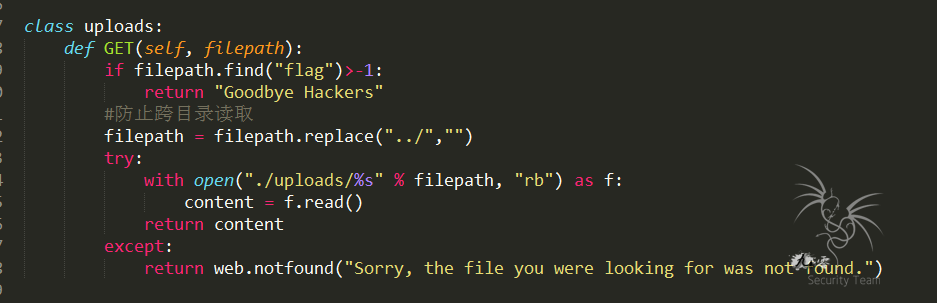 class uploads:
def GET(self, filepath):
if filepath.find("flag")>-1:
return "Goodbye Hackers"
#防止跨目录读取
filepath = filepath.replace("../","")
try:
with open("./uploads/%s" % filepath, "rb") as f:
content = f.read()
return content
except:
return web.notfound("Sorry, the file you were looking for was not found.")
Security Team